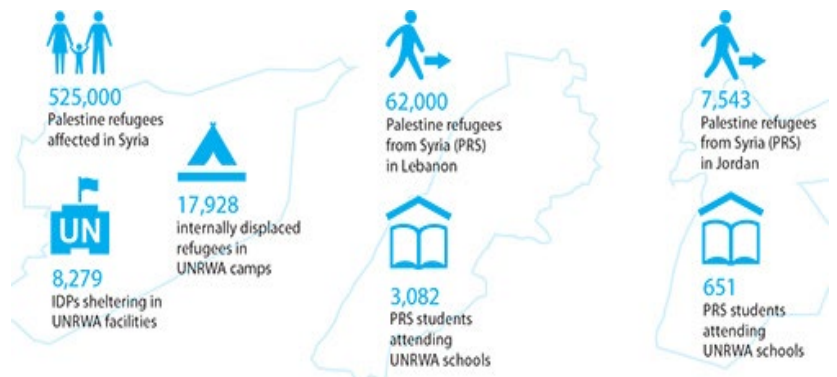 525,000
Palestine refugees
affected in Syria
17,928
internally displaced
refugees in
UNRWA camps
UN
8,279
IDPs sheltering in
UNRWA facilities
62,000
Palestine refugees
from Syria (PRS)
in Lebanon
3,082
PRS students
attending
UNRWA schools
7,543
Palestine refugees
from Syria (PRS)
in Jordan
651
PRS students
attending
UNRWA schools